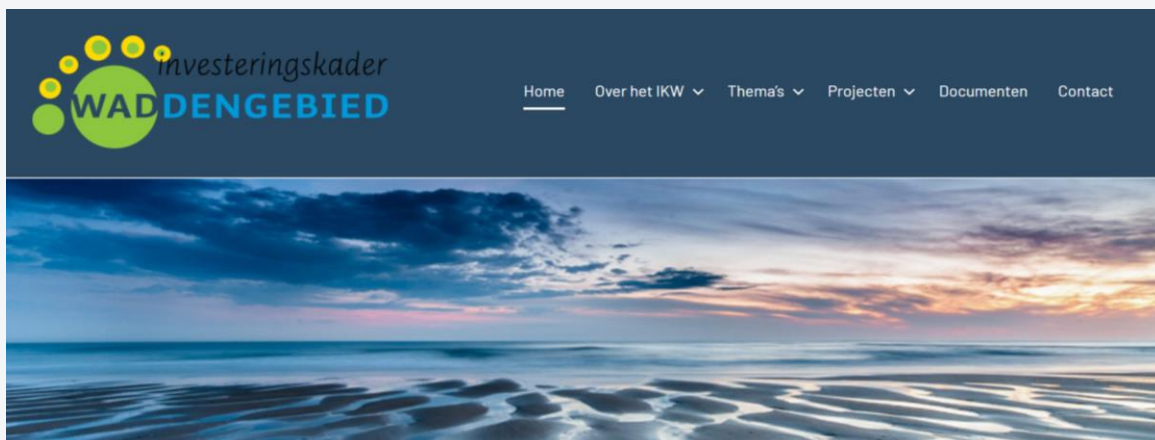 investeringskader
WADDENGEBIED
Home Over het IKW Thema's Projecten Documenten Contact